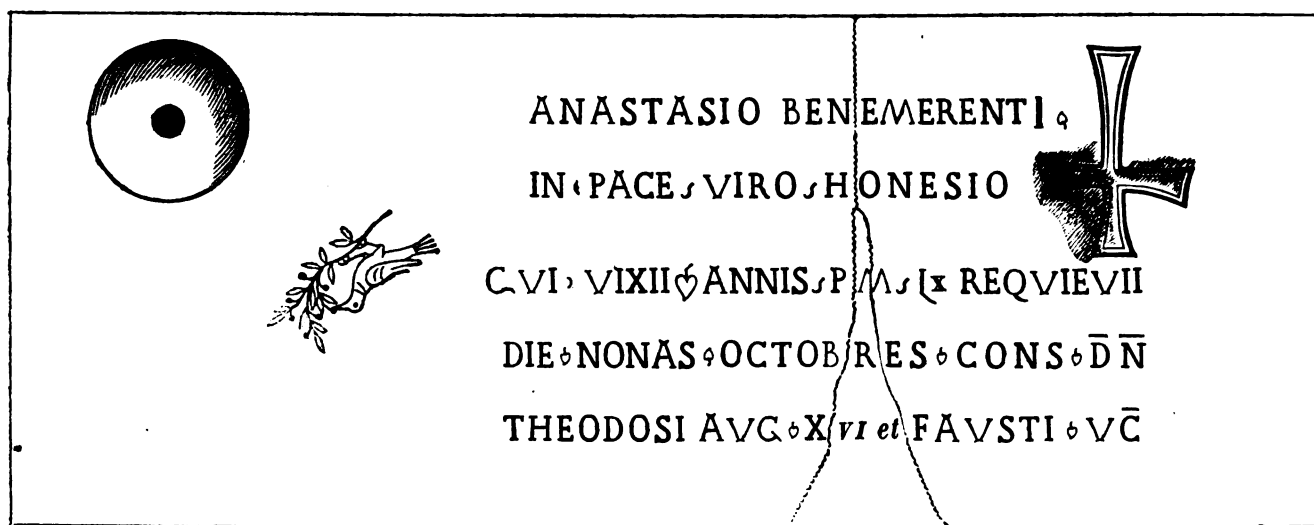 ANASTASIO BENEMERENTI
IN PACE VIRO HONESIO
CVI VIXII ANNIS P M LX REQVIEVII
DIE NONAS OCTOBRES CONS D̅ N̅
THEODOSI AVG XVI et FAVSTI VC̅